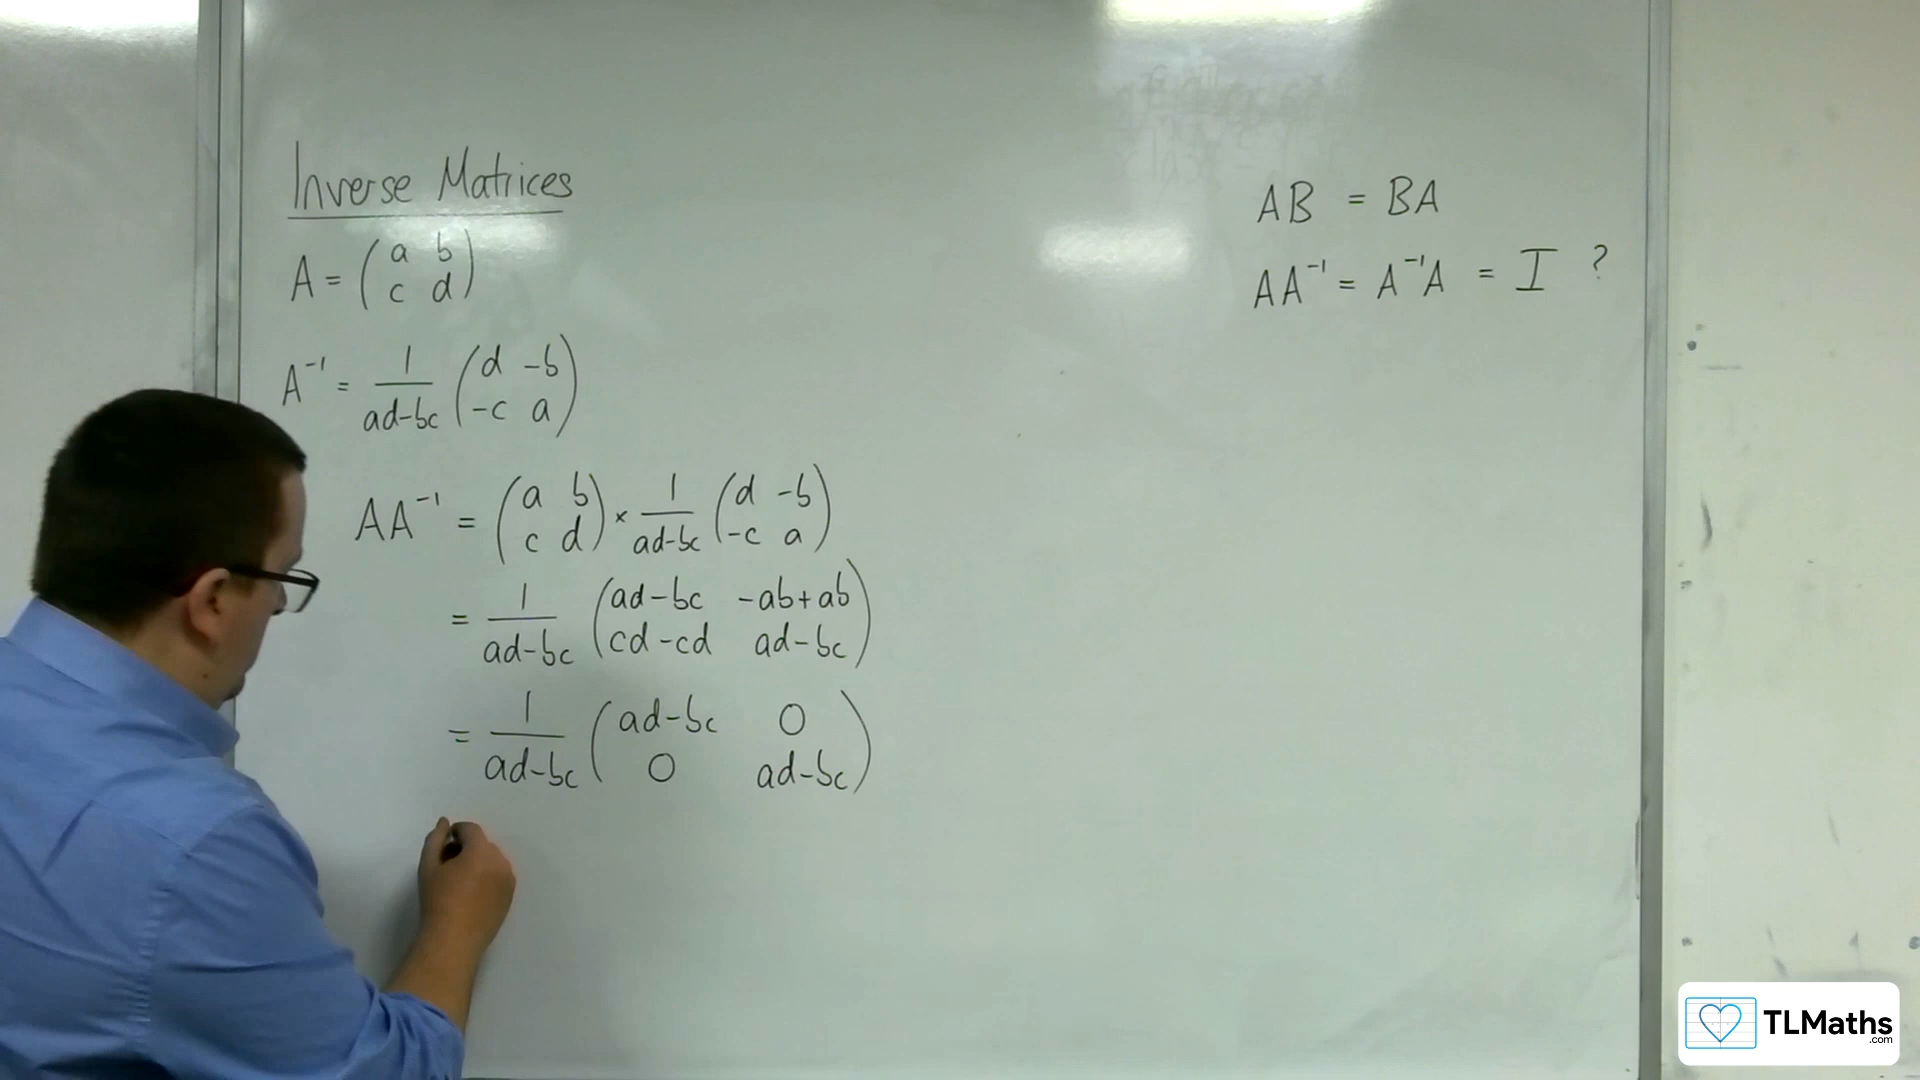 Inverse Matrices
A = (a b
c d)
A⁻¹ = 1/(ad-bc) (d -b
-c a)
AA⁻¹ = (a b
c d) × 1/(ad-bc) (d -b
-c a)
= 1/(ad-bc) (ad-bc -ab+ab
cd-cd ad-bc)
= 1/(ad-bc) (ad-bc 0
0 ad-bc)
AB = BA
AA⁻¹ = A⁻¹A = I ?
TLMaths
.com